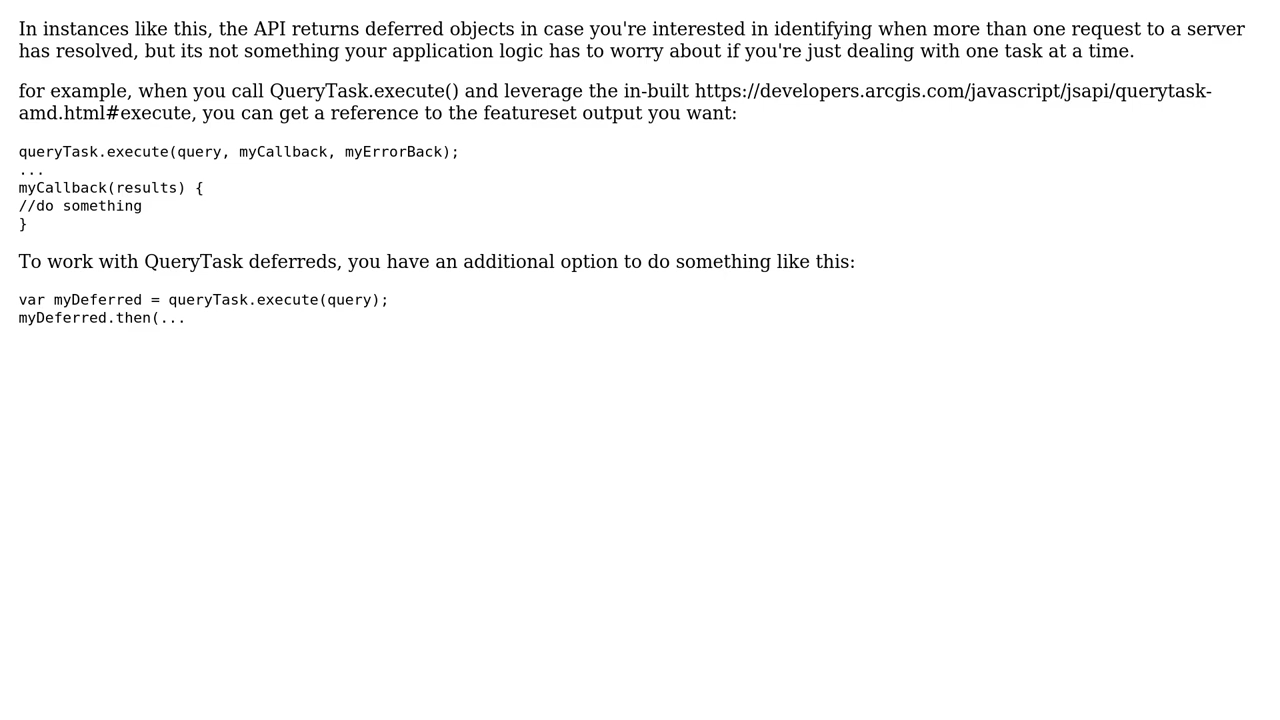 In instances like this, the API returns deferred objects in case you're interested in identifying when more than one request to a server
has resolved, but its not something your application logic has to worry about if you're just dealing with one task at a time.
for example, when you call QueryTask.execute() and leverage the in-built https://developers.arcgis.com/javascript/jsapi/querytask-
amd.html#execute, you can get a reference to the featureset output you want:
queryTask.execute(query, myCallback, myErrorBack);
...
myCallback(results) {
//do something
}
To work with QueryTask deferreds, you have an additional option to do something like this:
var myDeferred = queryTask.execute(query);
myDeferred.then(...